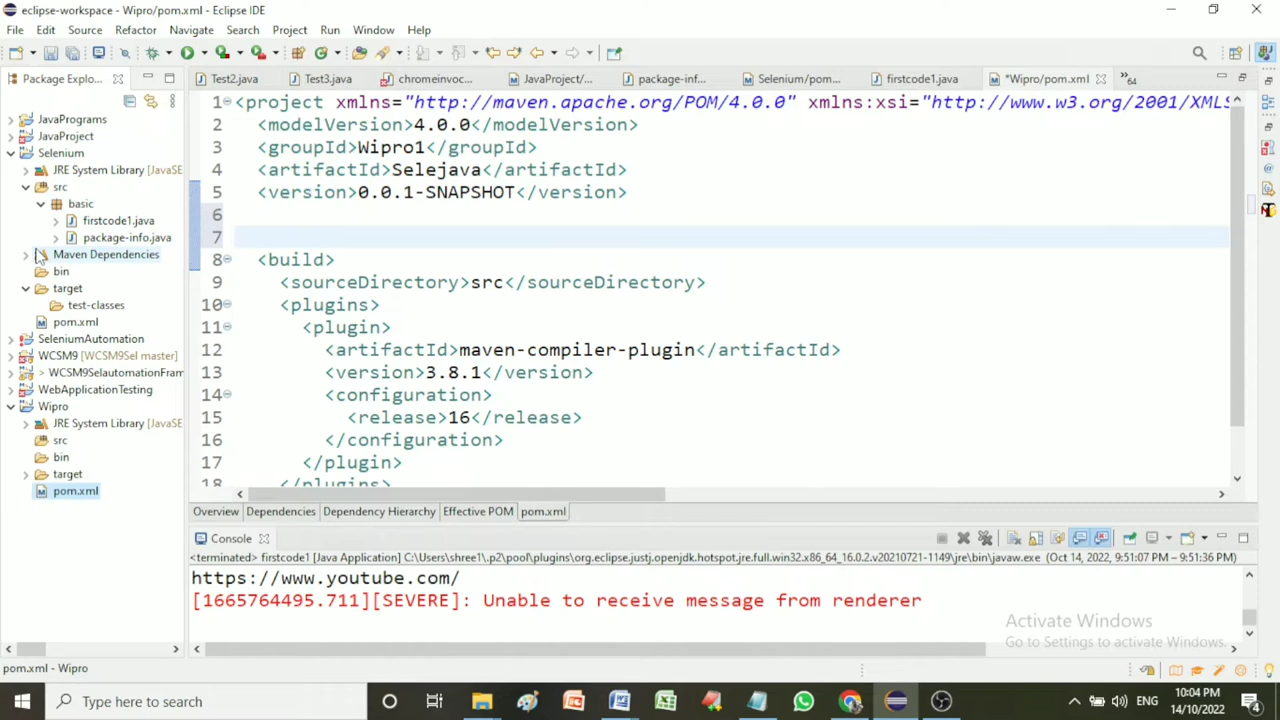 eclipse-workspace - Wipro/pom.xml - Eclipse IDE
File Edit Source Refactor Navigate Search Project Run Window Help
Package Explo...
Test2.java
Test3.java
chromeinvoc...
JavaProject/...
package-inf...
Selenium/pom...
firstcode1.java
*Wipro/pom.xml
»64
JavaPrograms
JavaProject
Selenium
JRE System Library [JavaSE
src
basic
firstcode1.java
package-info.java
Maven Dependencies
bin
target
test-classes
pom.xml
SeleniumAutomation
WCSM9 [WCSM9Sel master]
> WCSM9SelautomationFram
WebApplicationTesting
Wipro
JRE System Library [JavaSE
src
bin
target
pom.xml
1 <project xmlns="http://maven.apache.org/POM/4.0.0" xmlns:xsi="http://www.w3.org/2001/XMLS
2 <modelVersion>4.0.0</modelVersion>
3 <groupId>Wipro1</groupId>
4 <artifactId>Selejava</artifactId>
5 <version>0.0.1-SNAPSHOT</version>
6
7
8 <build>
9 <sourceDirectory>src</sourceDirectory>
10 <plugins>
11 <plugin>
12 <artifactId>maven-compiler-plugin</artifactId>
13 <version>3.8.1</version>
14 <configuration>
15 <release>16</release>
16 </configuration>
17 </plugin>
18 </plugins>
Overview Dependencies Dependency Hierarchy Effective POM pom.xml
Console
<terminated> firstcode1 [Java Application] C:\Users\shree1\.p2\pool\plugins\org.eclipse.justj.openjdk.hotspot.jre.full.win32.x86_64_16.0.2.v20210721-1149\jre\bin\javaw.exe (Oct 14, 2022, 9:51:07 PM – 9:51:36 PM)
https://www.youtube.com/
[1665764495.711][SEVERE]: Unable to receive message from renderer
Activate Windows
Go to Settings to activate Windows.
pom.xml - Wipro
Type here to search
ENG
10:04 PM
14/10/2022
4